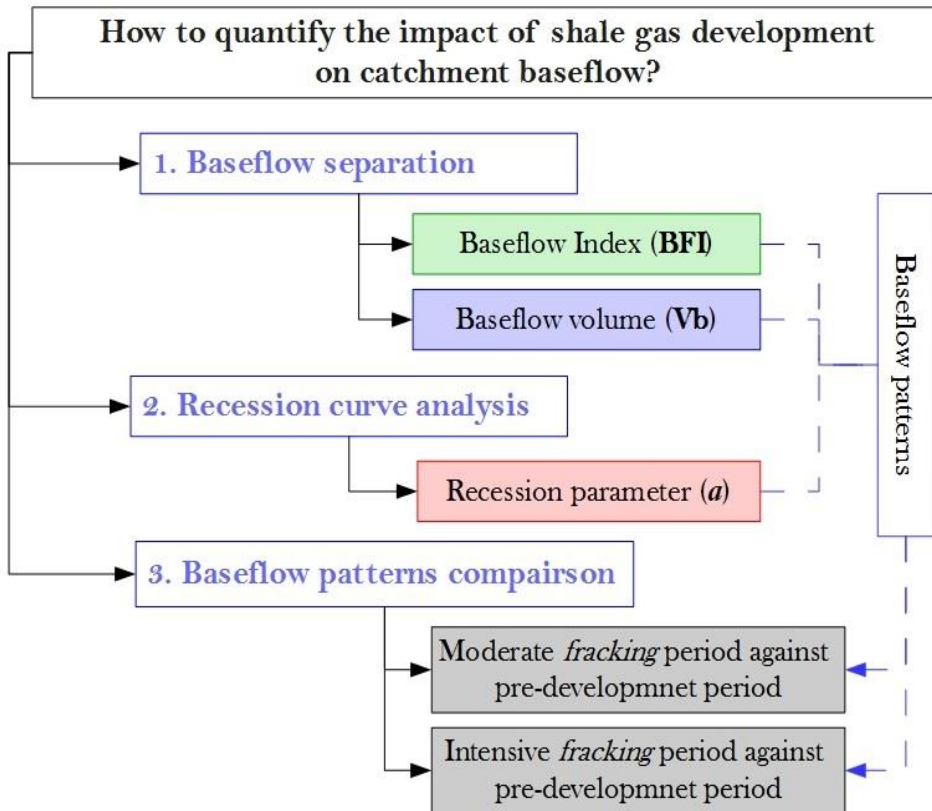 How to quantify the impact of shale gas development
on catchment baseflow?
1. Baseflow separation
Baseflow Index (BFI)
Baseflow volume (Vb)
Baseflow patterns
2. Recession curve analysis
Recession parameter (a)
3. Baseflow patterns compairson
Moderate fracking period against
pre-developmnet period
Intensive fracking period against
pre-developmnet period